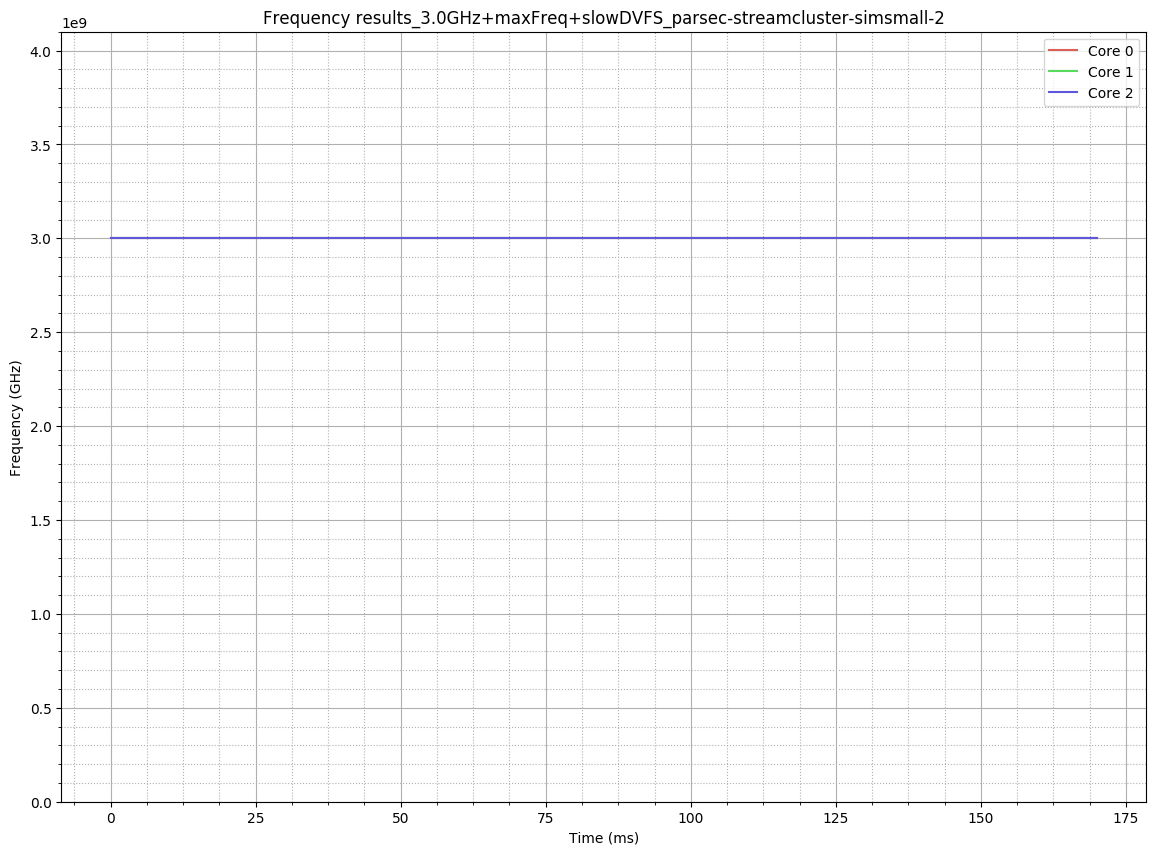 Frequency results_3.0GHz+maxFreq+slowDVFS_parsec-streamcluster-simsmall-2
1e9
Core 0
Core 1
Core 2
4.0
3.5
3.0
2.5
2.0
1.5
1.0
0.5
0.0
Frequency (GHz)
0 25 50 75 100 125 150 175
Time (ms)